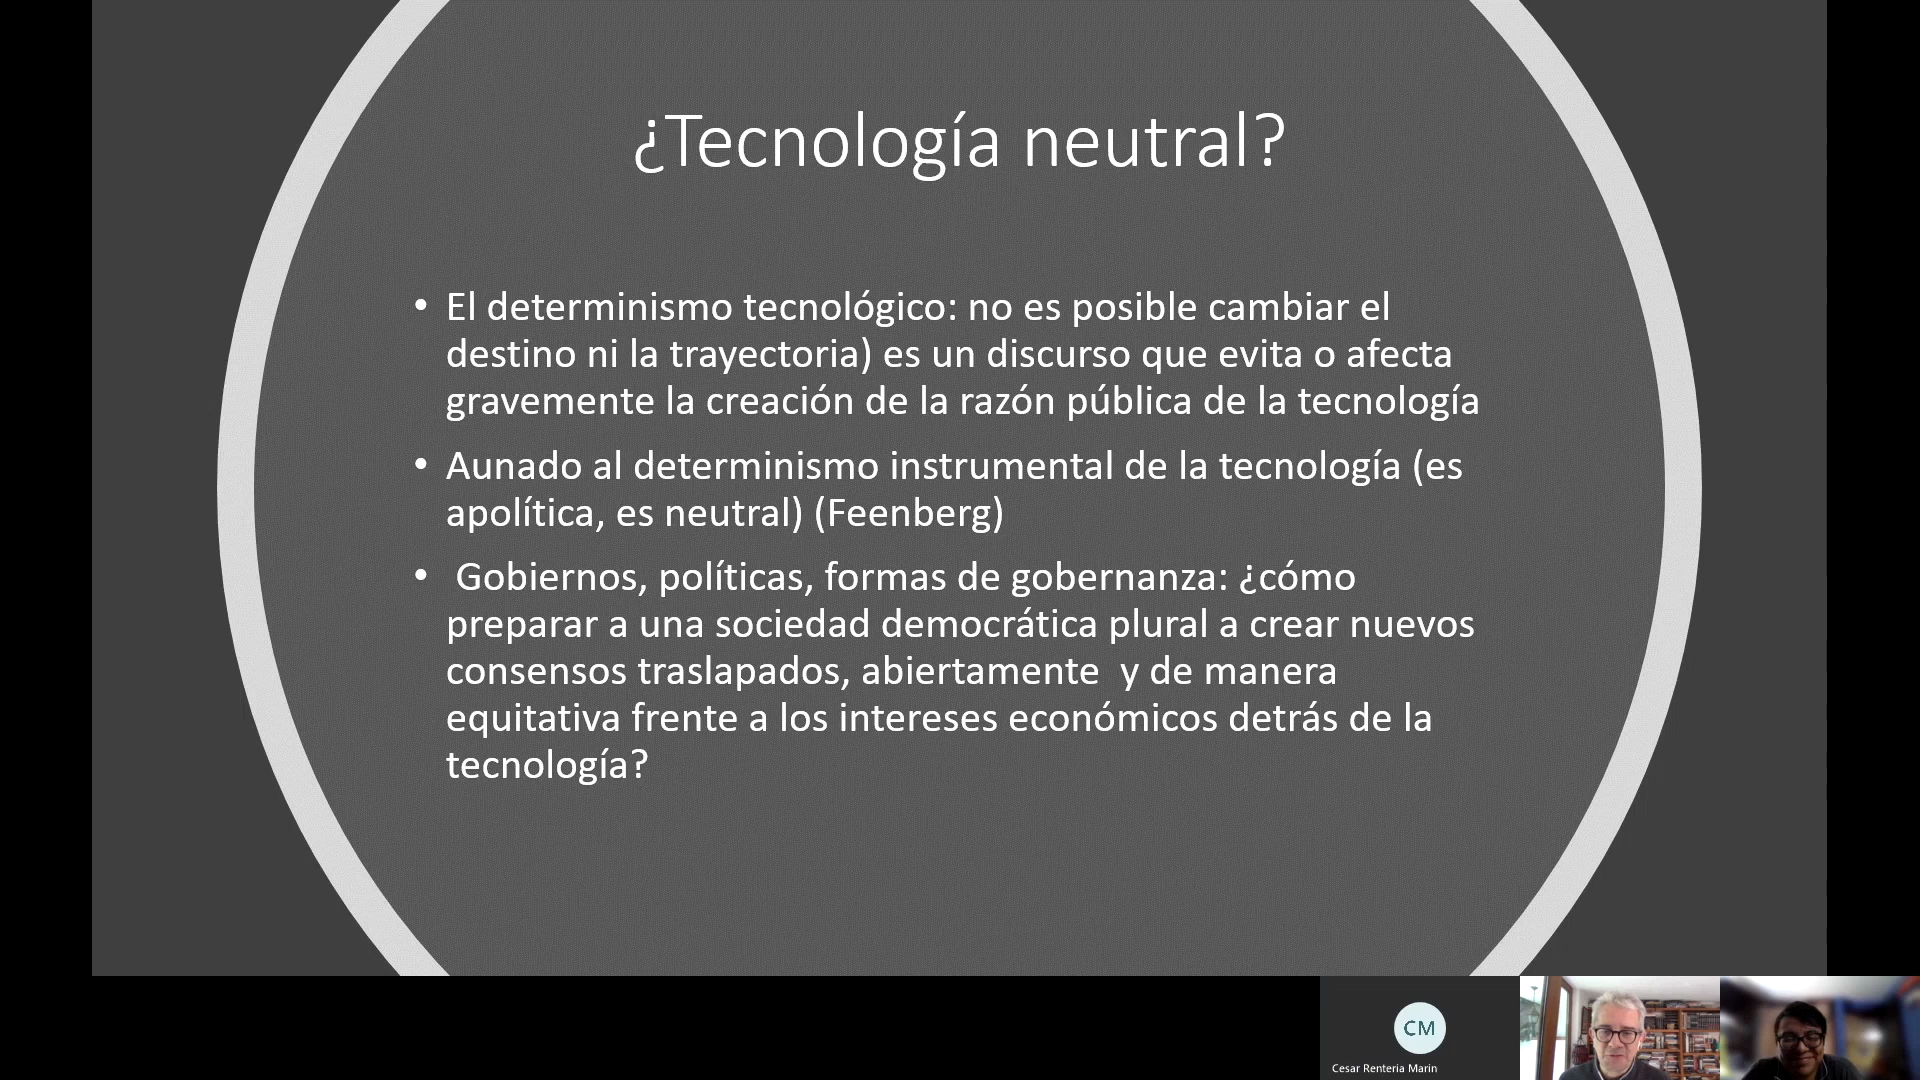 ¿Tecnología neutral?
• El determinismo tecnológico: no es posible cambiar el
destino ni la trayectoria) es un discurso que evita o afecta
gravemente la creación de la razón pública de la tecnología
• Aunado al determinismo instrumental de la tecnología (es
apolítica, es neutral) (Feenberg)
• Gobiernos, políticas, formas de gobernanza: ¿cómo
preparar a una sociedad democrática plural a crear nuevos
consensos traslapados, abiertamente  y de manera
equitativa frente a los intereses económicos detrás de la
tecnología?
CM
Cesar Renteria Marin